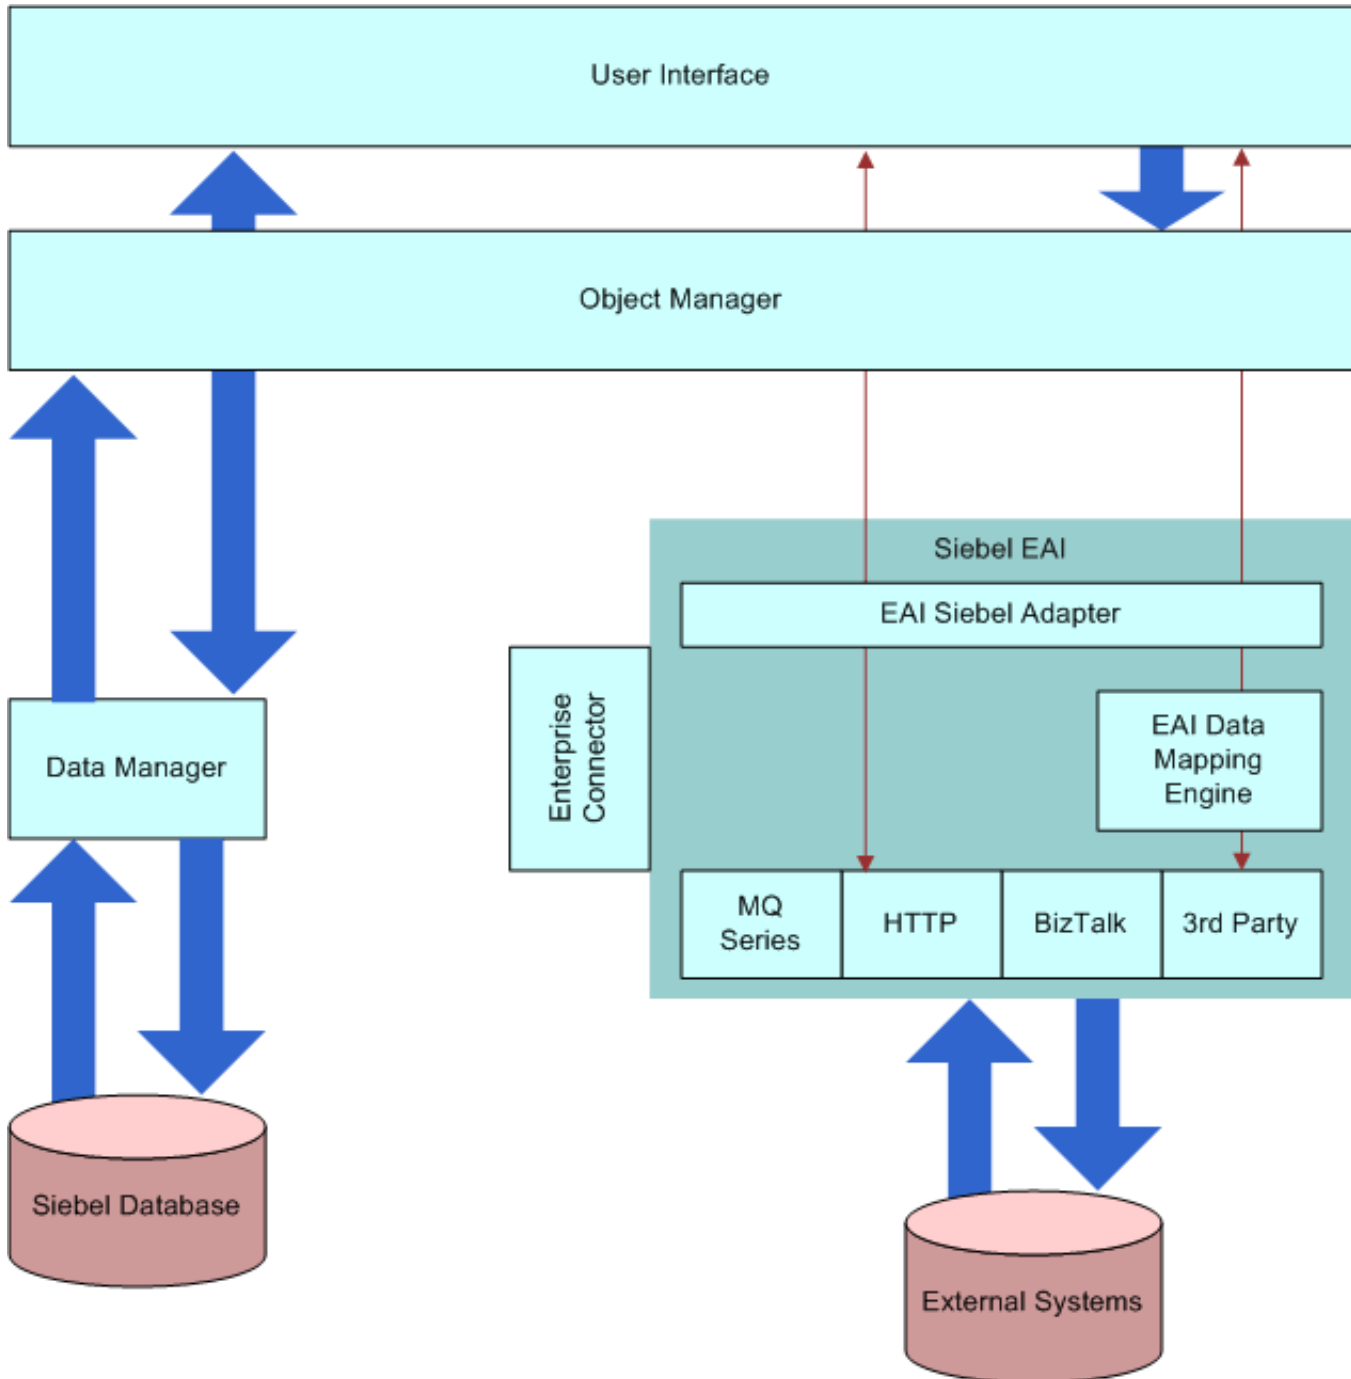 User Interface
Object Manager
Siebel EAI
EAI Siebel Adapter
Enterprise
Connector
EAI Data
Mapping
Engine
Data Manager
MQ
Series
HTTP
BizTalk
3rd Party
Siebel Database
External Systems